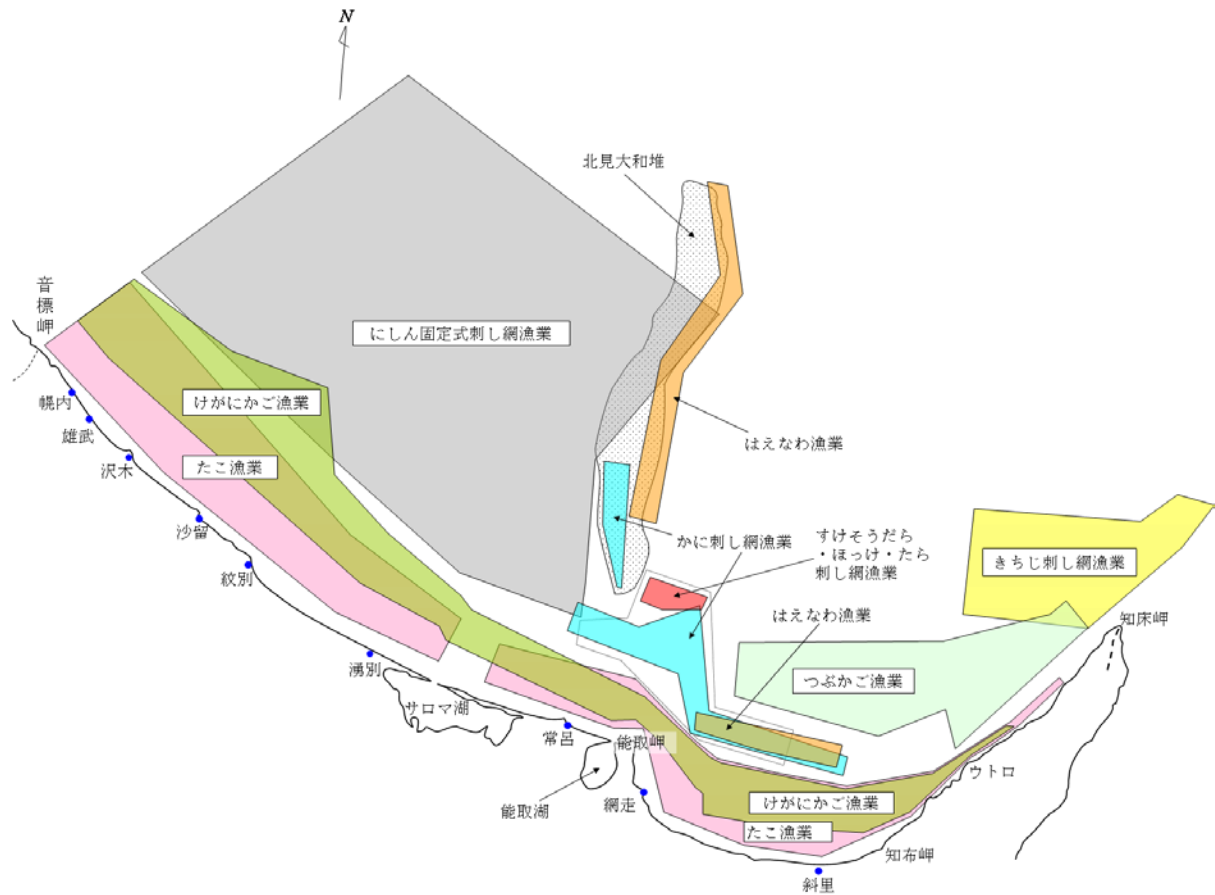 N
北見大和堆
音標岬
にしん固定式刺し網漁業
けがにかご漁業
幌内
雄武
はえなわ漁業
沢木
たこ漁業
沙留
かに刺し網漁業
すけそうだら
・ほっけ・たら
刺し網漁業
きちじ刺し網漁業
紋別
はえなわ漁業
知床岬
湧別
つぶかご漁業
サロマ湖
常呂
能取岬
ウトロ
能取湖
網走
けがにかご漁業
たこ漁業
知布岬
斜里